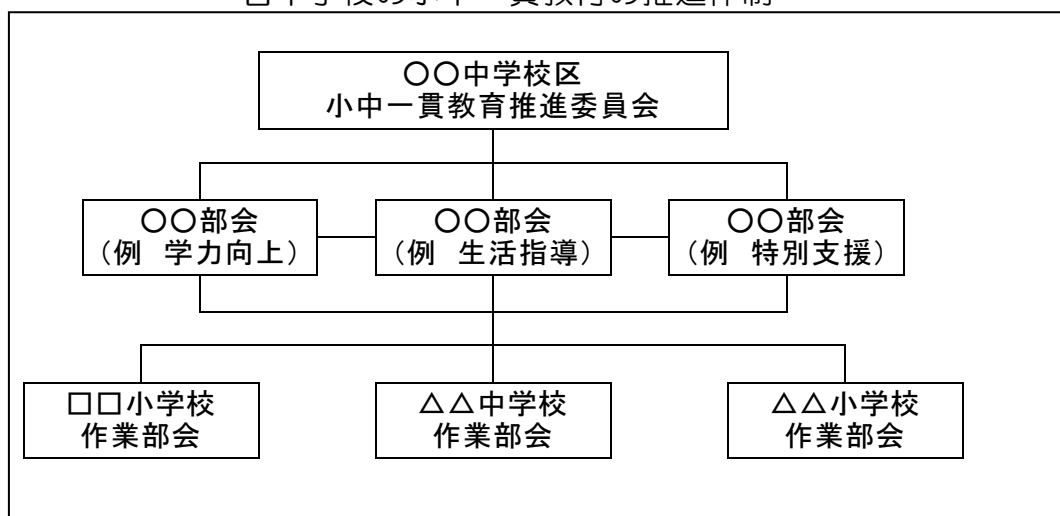 〇〇中学校区
小中一貫教育推進委員会
〇〇部会
(例 学力向上)
〇〇部会
(例 生活指導)
〇〇部会
(例 特別支援)
□□小学校
作業部会
△△中学校
作業部会
△△小学校
作業部会